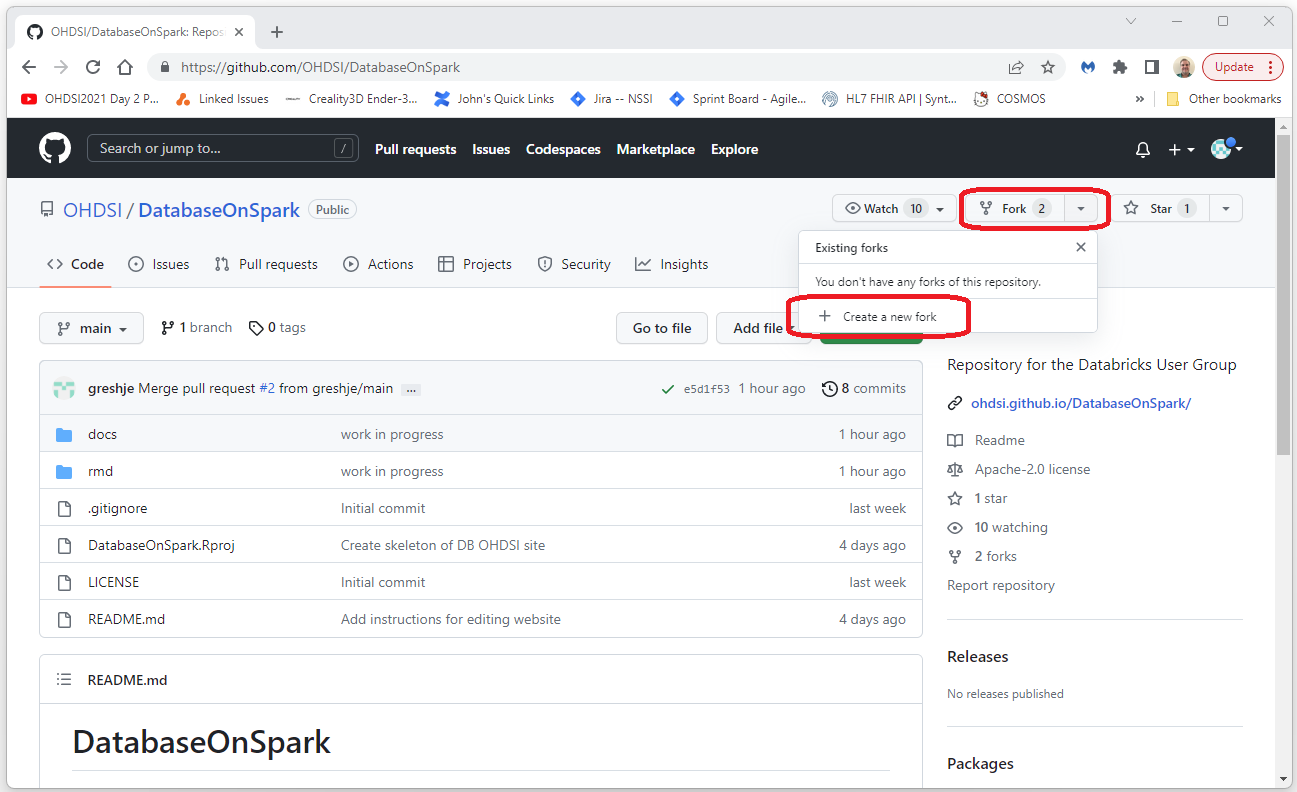 OHDSI/DatabaseOnSpark: Repos
https://github.com/OHDSI/DatabaseOnSpark
Update
OHDSI2021 Day 2 P...
Linked Issues
Creality3D Ender-3...
John's Quick Links
Jira -- NSSI
Sprint Board - Agile...
HL7 FHIR API | Synt...
COSMOS
»
Other bookmarks
Search or jump to... /
Pull requests
Issues
Codespaces
Marketplace
Explore
OHDSI / DatabaseOnSpark Public
Watch 10
Fork 2
Star 1
Existing forks
You don't have any forks of this repository.
Create a new fork
Code
Issues
Pull requests
Actions
Projects
Security
Insights
main
1 branch
0 tags
Go to file
Add file
greshje Merge pull request #2 from greshje/main ... e5d1f53 1 hour ago 8 commits
docs work in progress 1 hour ago
rmd work in progress 1 hour ago
.gitignore Initial commit last week
DatabaseOnSpark.Rproj Create skeleton of DB OHDSI site 4 days ago
LICENSE Initial commit last week
README.md Add instructions for editing website 4 days ago
README.md
DatabaseOnSpark
Repository for the Databricks User Group
ohdsi.github.io/DatabaseOnSpark/
Readme
Apache-2.0 license
1 star
10 watching
2 forks
Report repository
Releases
No releases published
Packages